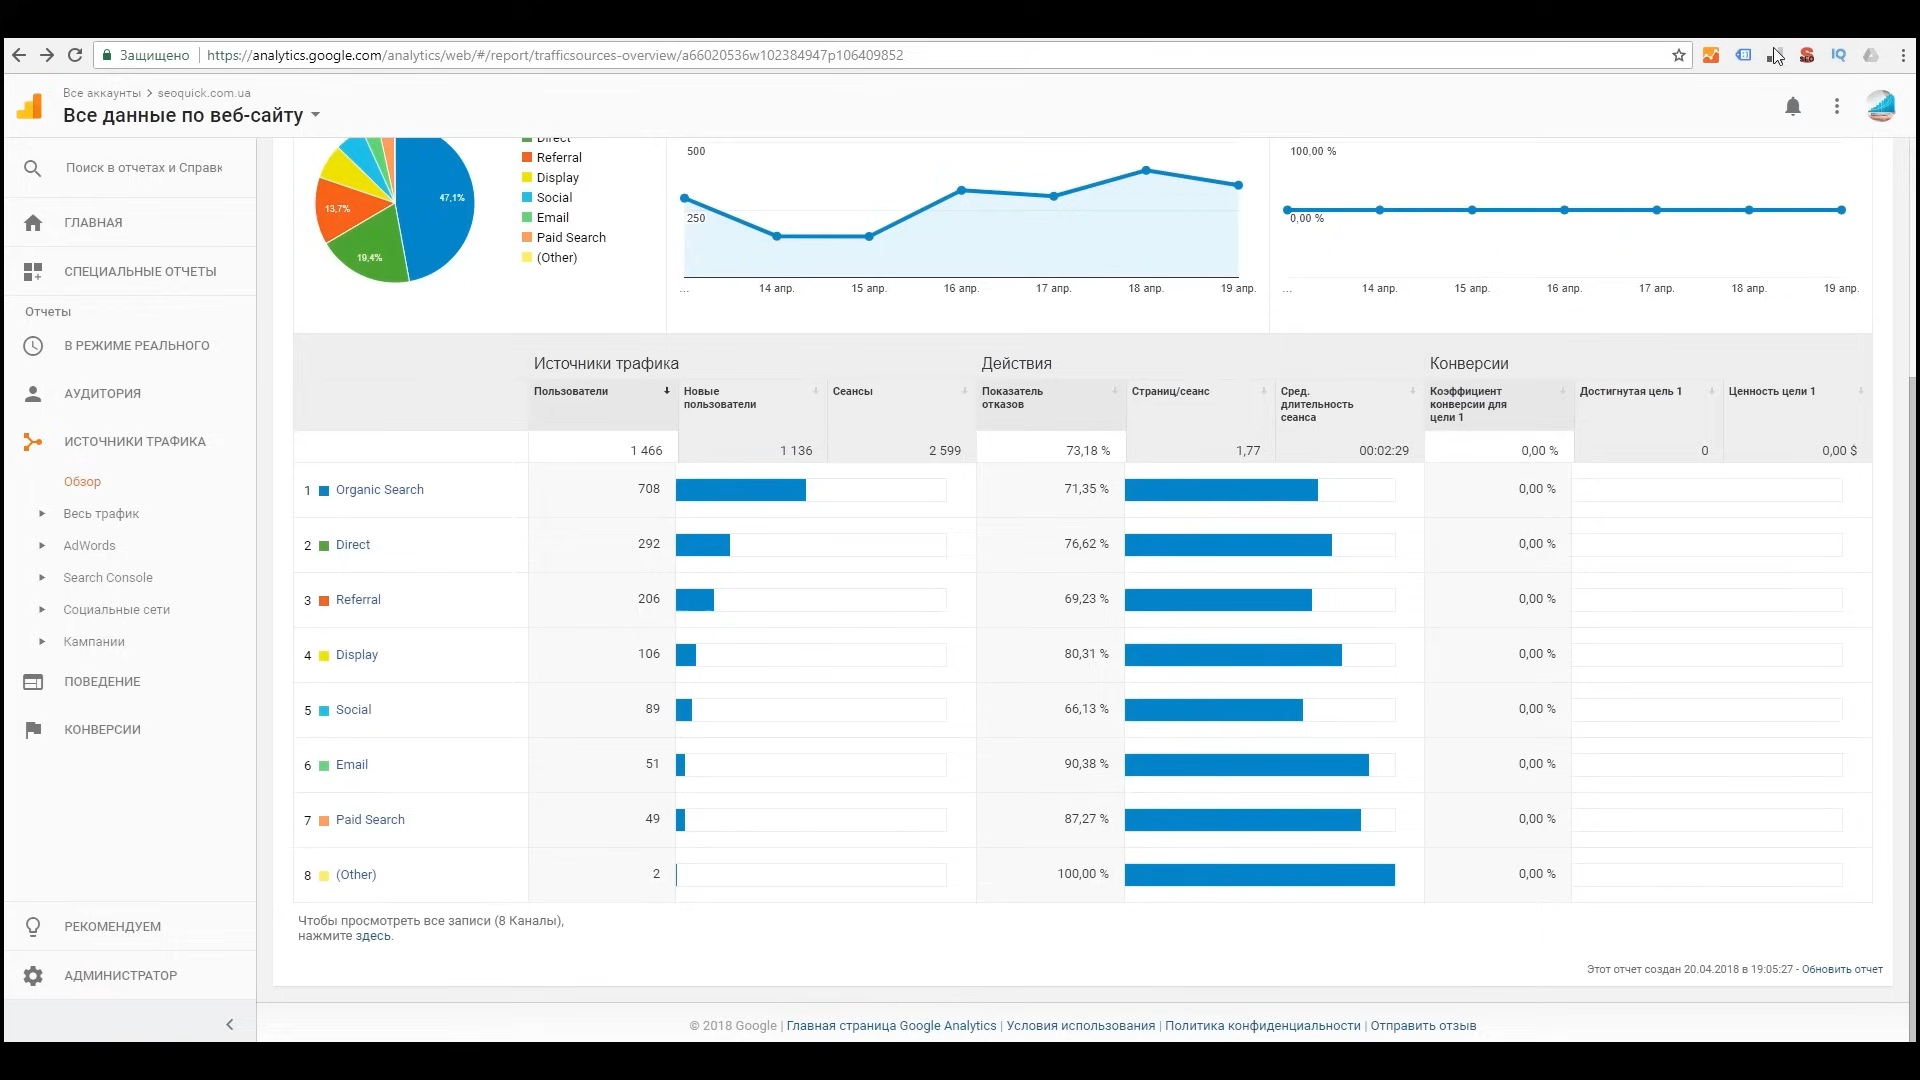 Защищено
https://analytics.google.com/analytics/web/#/report/trafficsources-overview/a66020536w102384947p106409852
SEO
IQ
Все аккаунты > seoquick.com.ua
Все данные по веб-сайту
Поиск в отчетах и Справк
ГЛАВНАЯ
СПЕЦИАЛЬНЫЕ ОТЧЕТЫ
Отчеты
В РЕЖИМЕ РЕАЛЬНОГО
АУДИТОРИЯ
ИСТОЧНИКИ ТРАФИКА
Обзор
Весь трафик
AdWords
Search Console
Социальные сети
Кампании
ПОВЕДЕНИЕ
КОНВЕРСИИ
РЕКОМЕНДУЕМ
АДМИНИСТРАТОР
47,1%
13,7%
19,4%
Direct
Referral
Display
Social
Email
Paid Search
(Other)
500
250
... 14 апр. 15 апр. 16 апр. 17 апр. 18 апр. 19 апр.
100,00 %
0,00 %
... 14 апр. 15 апр. 16 апр. 17 апр. 18 апр. 19 апр.
Источники трафика Действия Конверсии
Пользователи
Новые
пользователи
Сеансы
Показатель
отказов
Страниц/сеанс
Сред.
длительность
сеанса
Коэффициент
конверсии для
цели 1
Достигнутая цель 1
Ценность цели 1
1 466 1 136 2 599 73,18 % 1,77 00:02:29 0,00 % 0 0,00 $
1 Organic Search 708 71,35 % 0,00 %
2 Direct 292 76,62 % 0,00 %
3 Referral 206 69,23 % 0,00 %
4 Display 106 80,31 % 0,00 %
5 Social 89 66,13 % 0,00 %
6 Email 51 90,38 % 0,00 %
7 Paid Search 49 87,27 % 0,00 %
8 (Other) 2 100,00 % 0,00 %
Чтобы просмотреть все записи (8 Каналы),
нажмите здесь.
Этот отчет создан 20.04.2018 в 19:05:27 - Обновить отчет
© 2018 Google | Главная страница Google Analytics | Условия использования | Политика конфиденциальности | Отправить отзыв